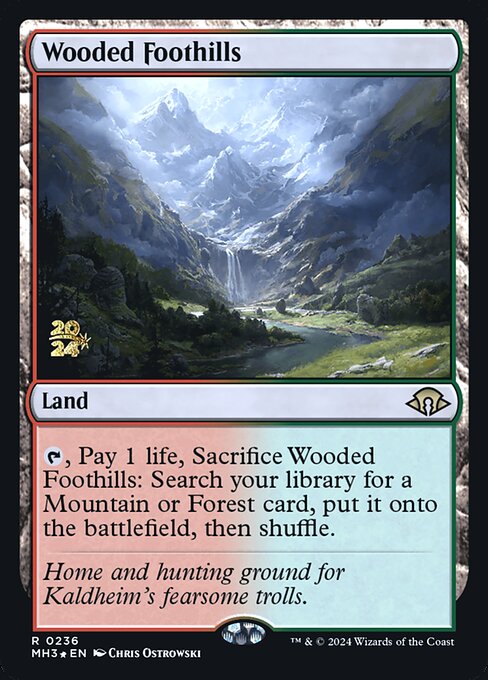 Wooded Foothills
2024
Land
, Pay 1 life, Sacrifice Wooded
Foothills: Search your library for a
Mountain or Forest card, put it onto
the battlefield, then shuffle.
Home and hunting ground for
Kaldheim's fearsome trolls.
R 0236
MH3★EN Chris Ostrowski
™ & © 2024 Wizards of the Coast